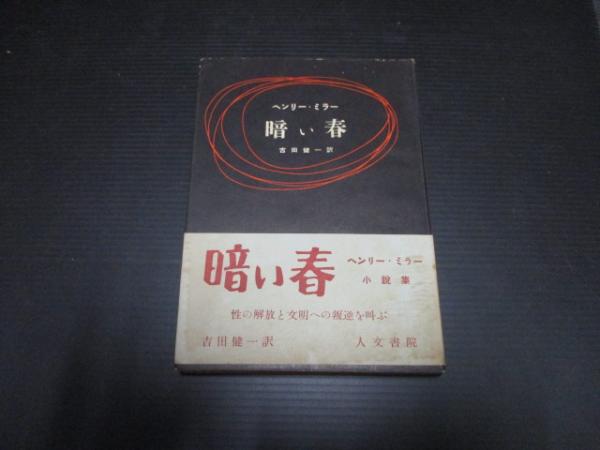 ヘンリー・ミラー
暗い春
吉田健一訳
暗い春
ヘンリー・ミラー
小説集
性の解放と文明への叛逆を叫ぶ
吉田健一訳
人文書院